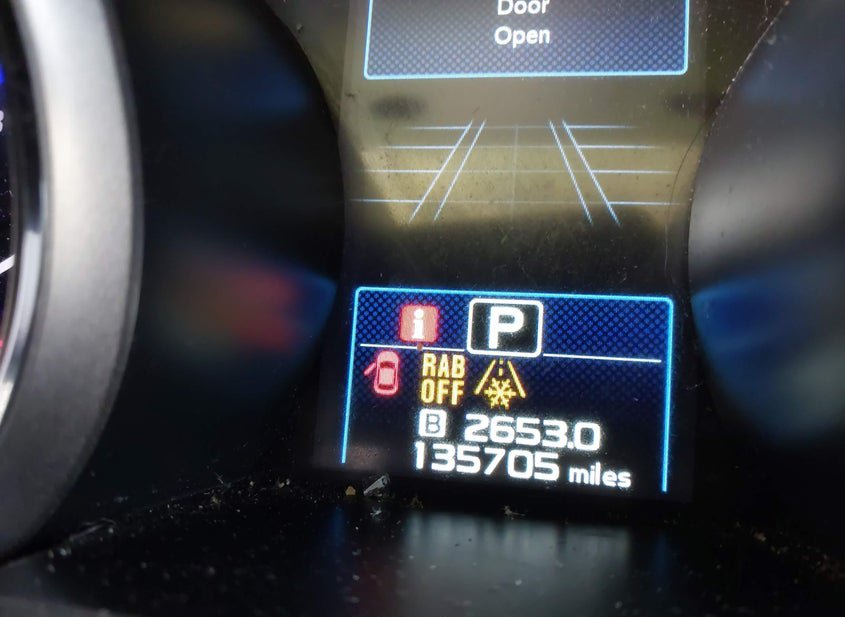 Door
Open
i P
RAB
OFF
B 2653.0
135705 miles